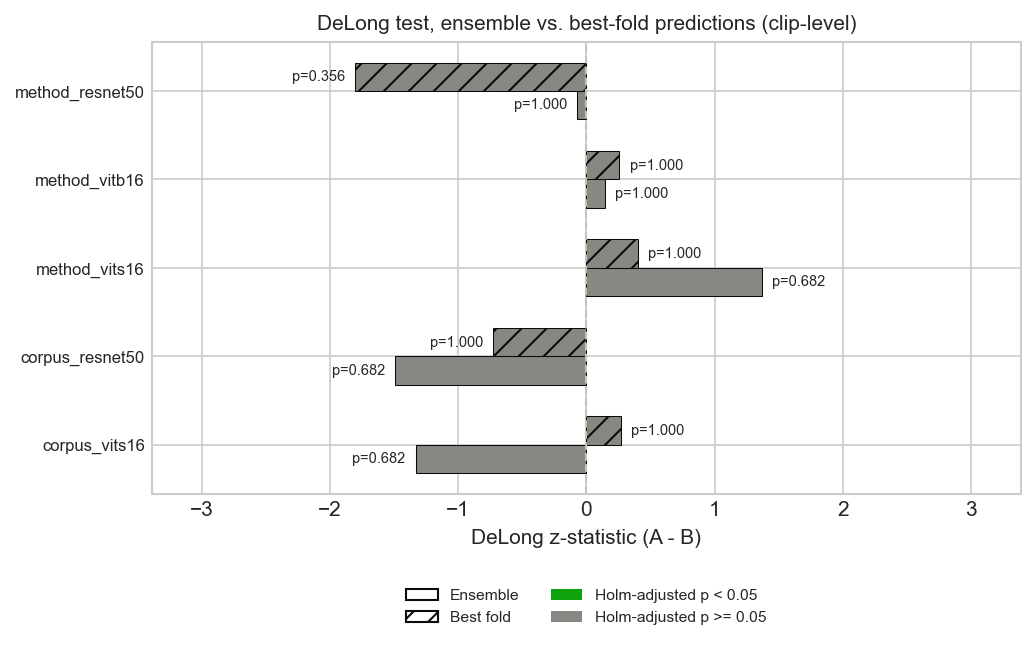 DeLong test, ensemble vs. best-fold predictions (clip-level)
method_resnet50
p=0.356
p=1.000
method_vitb16
p=1.000
p=1.000
method_vits16
p=1.000
p=0.682
corpus_resnet50
p=1.000
p=0.682
corpus_vits16
p=1.000
p=0.682
−3 −2 −1 0 1 2 3
DeLong z-statistic (A - B)
Ensemble
Best fold
Holm-adjusted p < 0.05
Holm-adjusted p >= 0.05